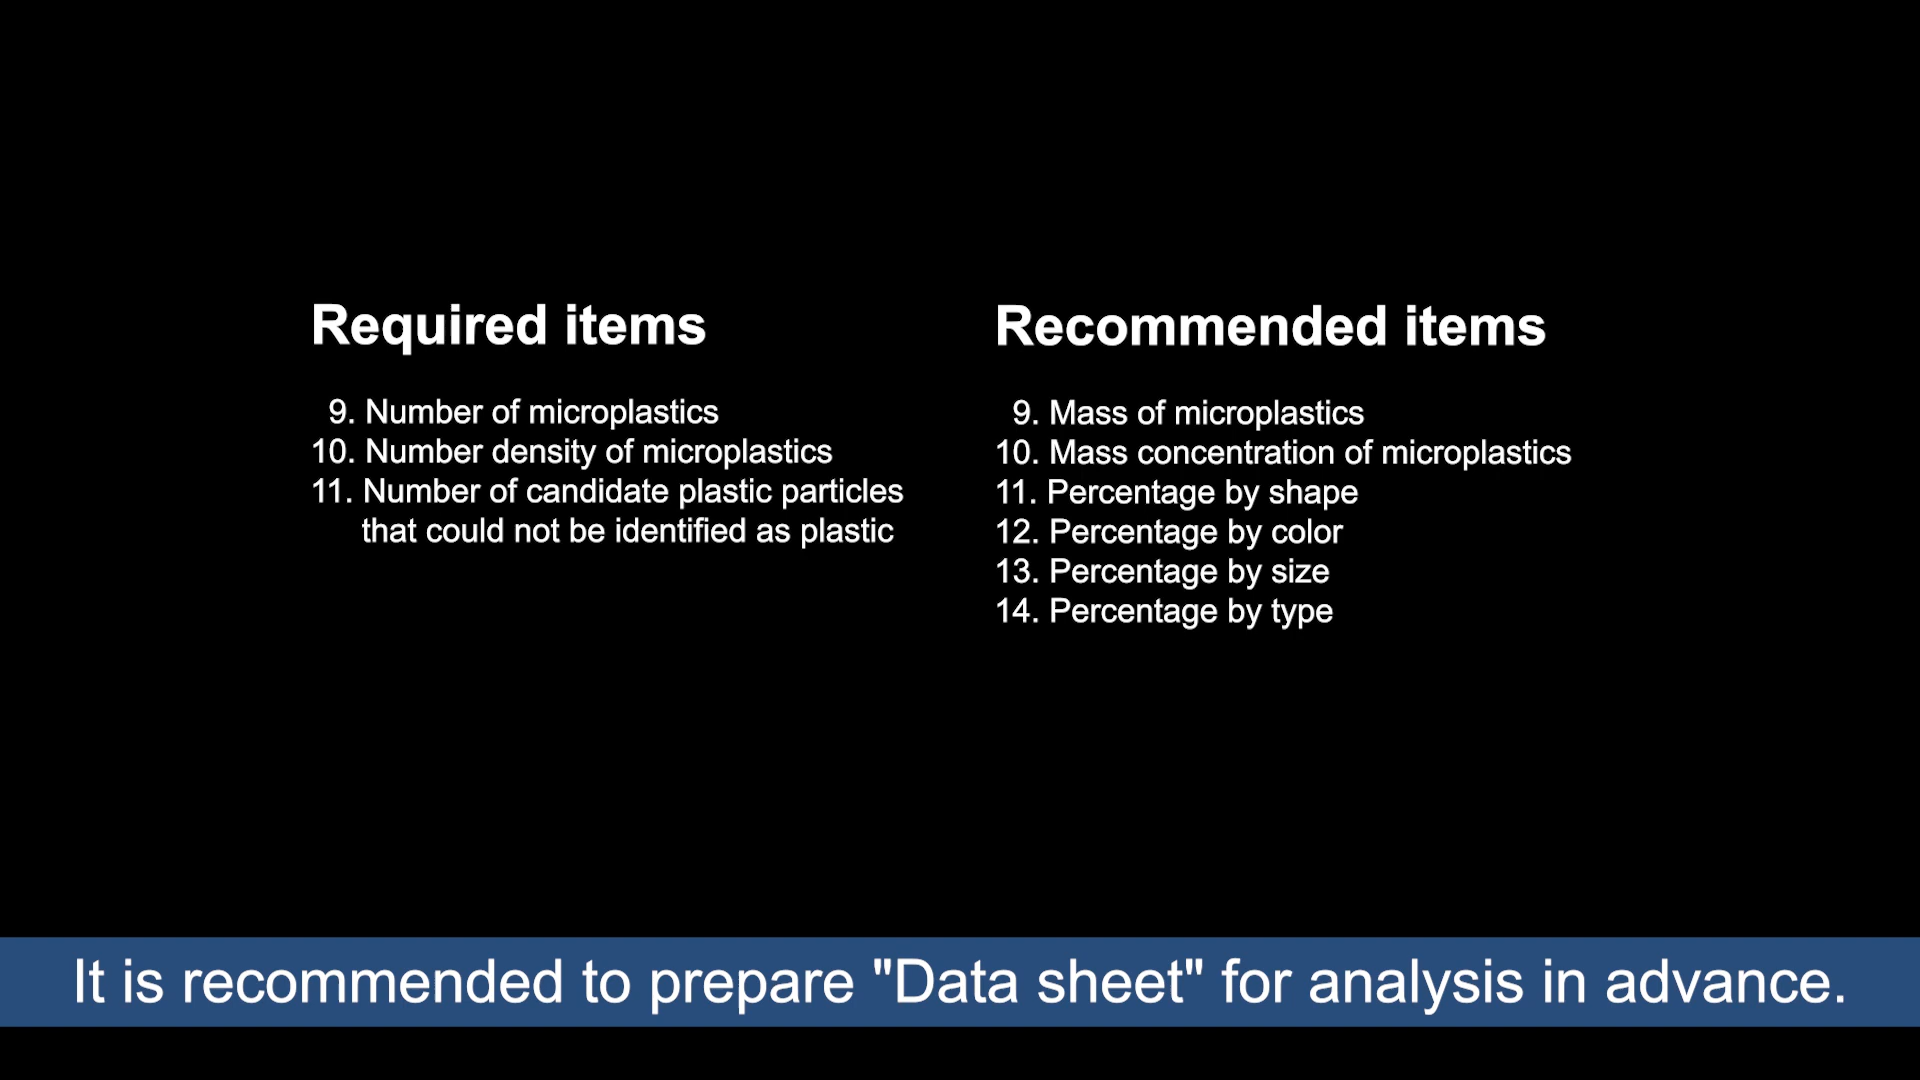 Required items
9. Number of microplastics
10. Number density of microplastics
11. Number of candidate plastic particles
that could not be identified as plastic
Recommended items
9. Mass of microplastics
10. Mass concentration of microplastics
11. Percentage by shape
12. Percentage by color
13. Percentage by size
14. Percentage by type
It is recommended to prepare "Data sheet" for analysis in advance.